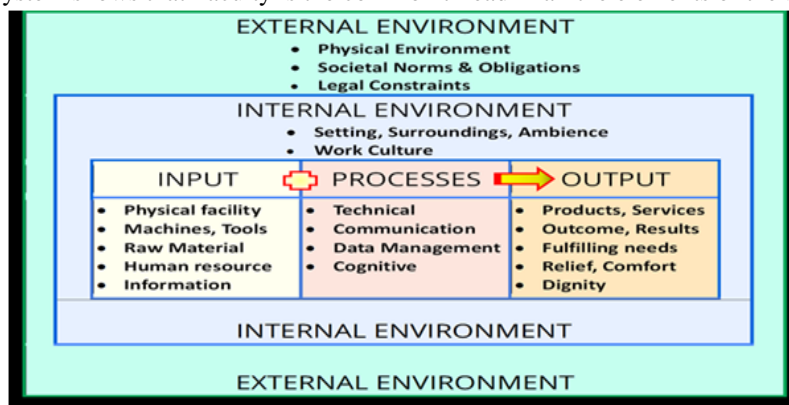 EXTERNAL ENVIRONMENT
• Physical Environment
• Societal Norms & Obligations
• Legal Constraints
INTERNAL ENVIRONMENT
• Setting, Surroundings, Ambience
• Work Culture
INPUT
• Physical facility
• Machines, Tools
• Raw Material
• Human resource
• Information
PROCESSES
• Technical
• Communication
• Data Management
• Cognitive
OUTPUT
• Products, Services
• Outcome, Results
• Fulfilling needs
• Relief, Comfort
• Dignity
INTERNAL ENVIRONMENT
EXTERNAL ENVIRONMENT